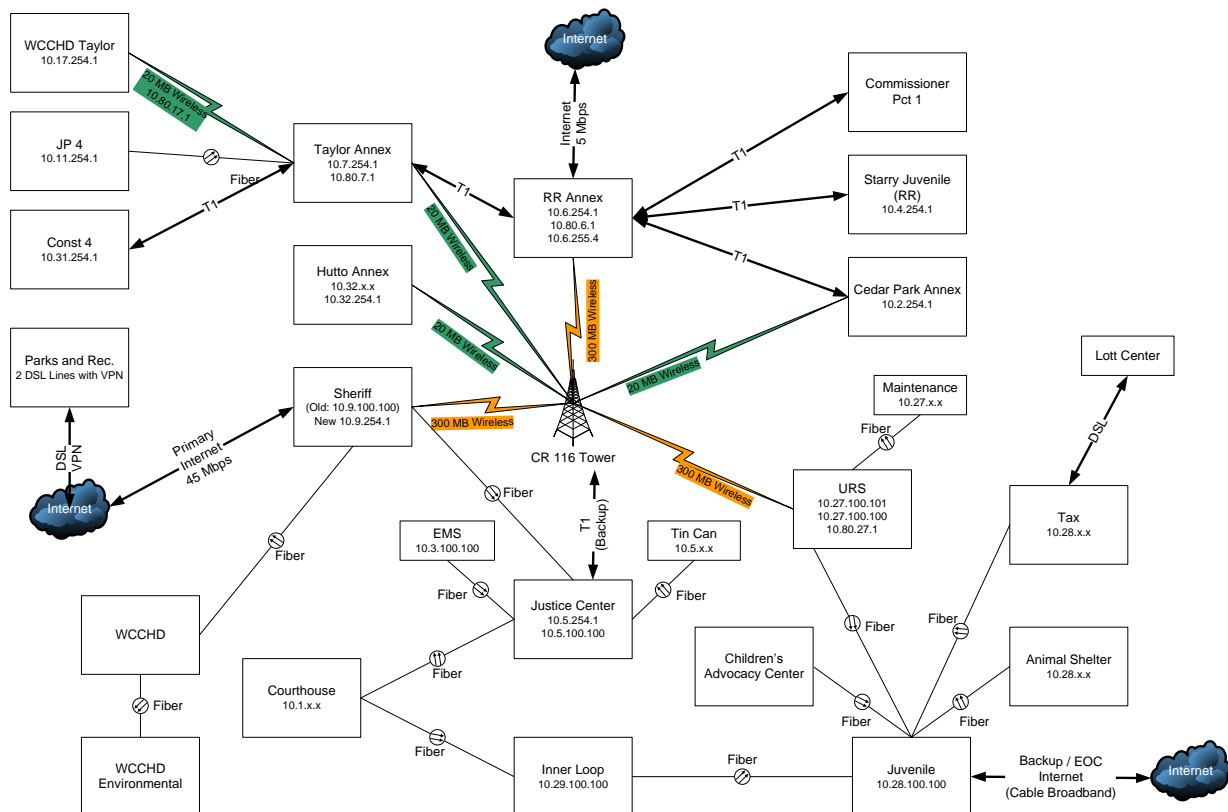 WCCHD Taylor
10.17.254.1
20 MB Wireless
10.80.17.1
JP 4
10.11.254.1
Fiber
T1
Const 4
10.31.254.1
Taylor Annex
10.7.254.1
10.80.7.1
T1
Internet
Internet
5 Mbps
RR Annex
10.6.254.1
10.80.6.1
10.6.255.4
Commissioner
Pct 1
T1
Starry Juvenile
(RR)
10.4.254.1
T1
T1
Cedar Park Annex
10.2.254.1
Hutto Annex
10.32.x.x
10.32.254.1
20 MB Wireless
20 MB Wireless
300 MB Wireless
20 MB Wireless
Parks and Rec.
2 DSL Lines with VPN
DSL
VPN
Internet
Primary
Internet
45 Mbps
Sheriff
(Old: 10.9.100.100)
New 10.9.254.1
300 MB Wireless
CR 116 Tower
300 MB Wireless
T1
(Backup)
Maintenance
10.27.x.x
Fiber
URS
10.27.100.101
10.27.100.100
10.80.27.1
Lott Center
DSL
Tax
10.28.x.x
Fiber
Fiber
EMS
10.3.100.100
Fiber
Tin Can
10.5.x.x
Fiber
Justice Center
10.5.254.1
10.5.100.100
WCCHD
Fiber
WCCHD
Environmental
Courthouse
10.1.x.x
Fiber
Fiber
Inner Loop
10.29.100.100
Fiber
Children's
Advocacy Center
Fiber
Fiber
Fiber
Animal Shelter
10.28.x.x
Fiber
Juvenile
10.28.100.100
Backup / EOC
Internet
(Cable Broadband)
Internet